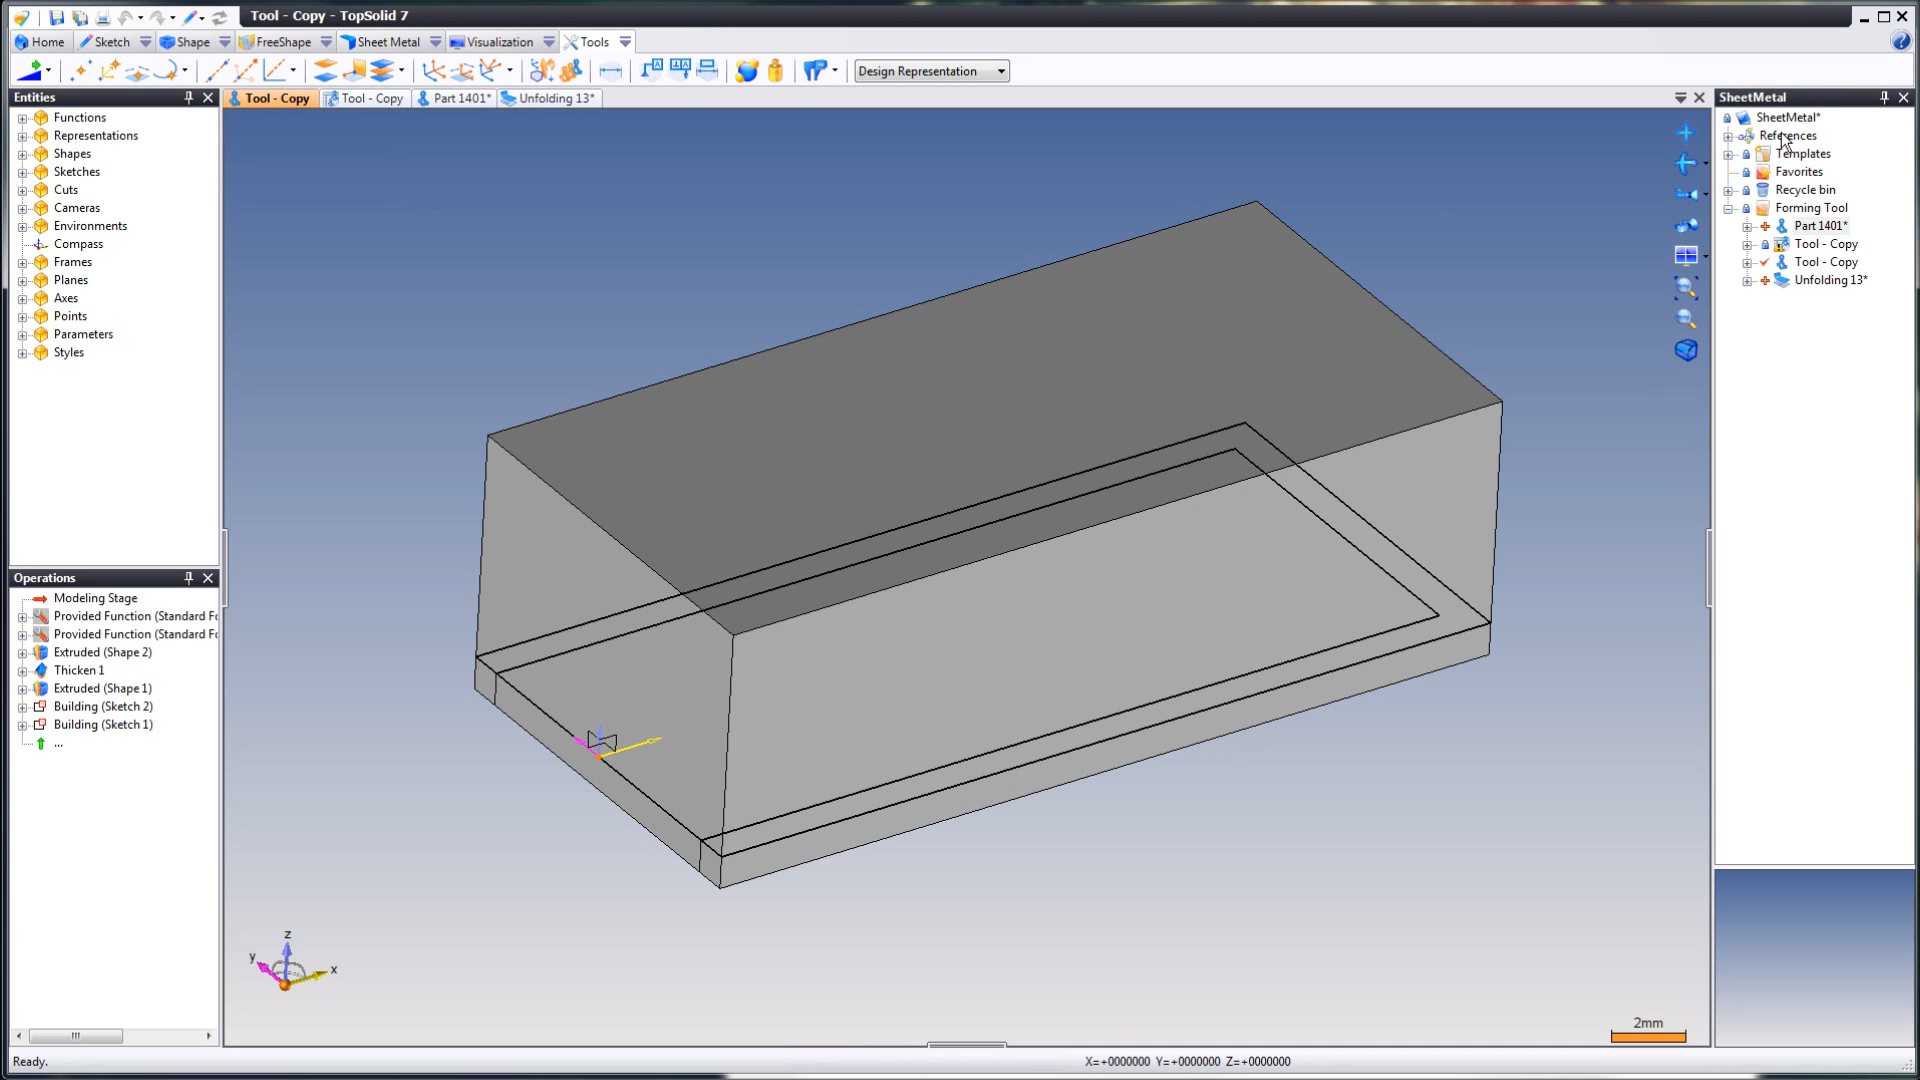 Tool - Copy - TopSolid 7
Home
Sketch
Shape
FreeShape
Sheet Metal
Visualization
Tools
Design Representation
Entities
Functions
Representations
Shapes
Sketches
Cuts
Cameras
Environments
Compass
Frames
Planes
Axes
Points
Parameters
Styles
Operations
Modeling Stage
Provided Function (Standard Fo
Provided Function (Standard Fo
Extruded (Shape 2)
Thicken 1
Extruded (Shape 1)
Building (Sketch 2)
Building (Sketch 1)
...
Tool - Copy
Tool - Copy
Part 1401*
Unfolding 13*
z
y
x
2mm
SheetMetal
SheetMetal*
References
Templates
Favorites
Recycle bin
Forming Tool
Part 1401*
Tool - Copy
Tool - Copy
Unfolding 13*
Ready.
X=+0000000 Y=+0000000 Z=+0000000